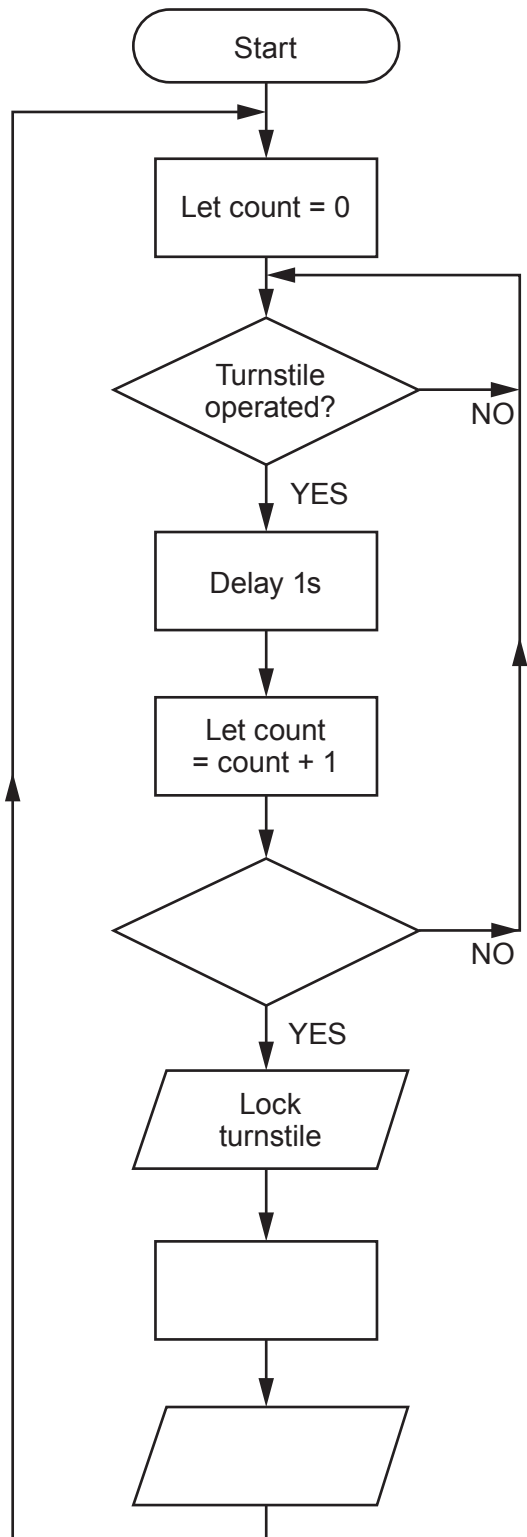 Start
Let count = 0
Turnstile
operated?
NO
YES
Delay 1s
Let count
= count + 1
NO
YES
Lock
turnstile